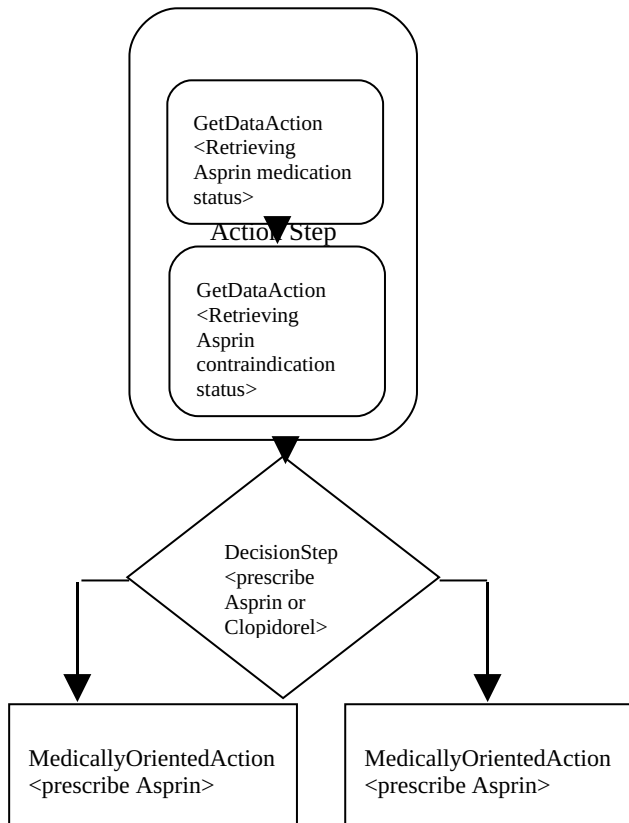 GetDataAction
<Retrieving
Asprin medication
status>
Action Step
GetDataAction
<Retrieving
Asprin
contraindication
status>
DecisionStep
<prescribe
Asprin or
Clopidorel>
MedicallyOrientedAction
<prescribe Asprin>
MedicallyOrientedAction
<prescribe Asprin>